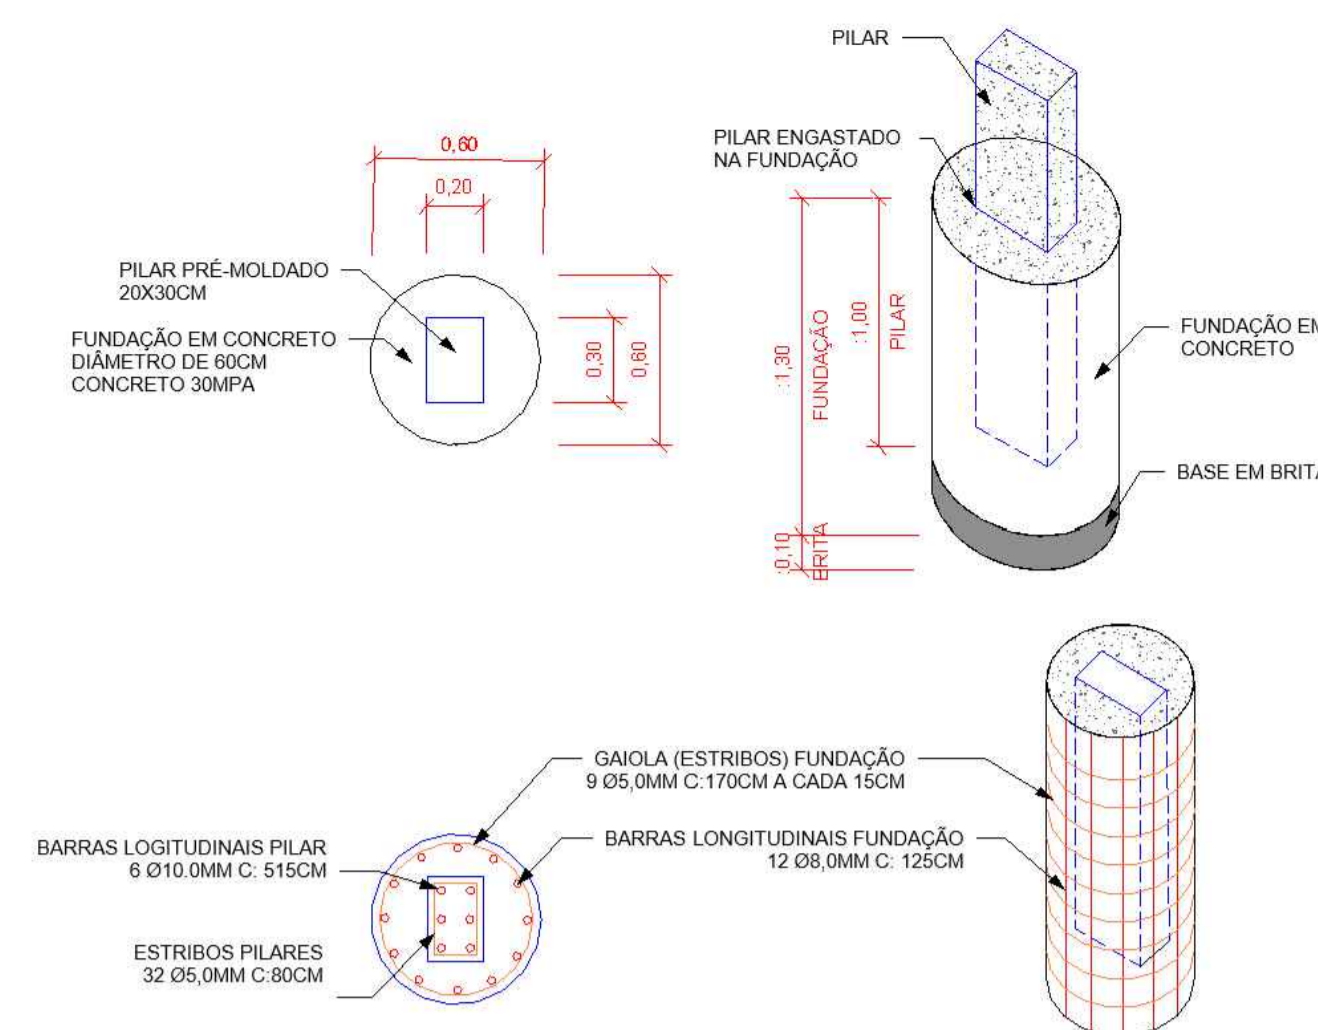 PILAR
PILAR ENGASTADO
NA FUNDAÇÃO
0,60
0,20
PILAR PRÉ-MOLDADO
20X30CM
FUNDAÇÃO EM CONCRETO
DIÂMETRO DE 60CM
CONCRETO 30MPA
0,30
0,60
:1,30
FUNDAÇÃO
:1,00
PILAR
:0,10
BRITA
FUNDAÇÃO EM
CONCRETO
BASE EM BRITA
GAIOLA (ESTRIBOS) FUNDAÇÃO
9 Ø5,0MM C:170CM A CADA 15CM
BARRAS LOGITUDINAIS PILAR
6 Ø10.0MM C: 515CM
BARRAS LONGITUDINAIS FUNDAÇÃO
12 Ø8,0MM C: 125CM
ESTRIBOS PILARES
32 Ø5,0MM C:80CM